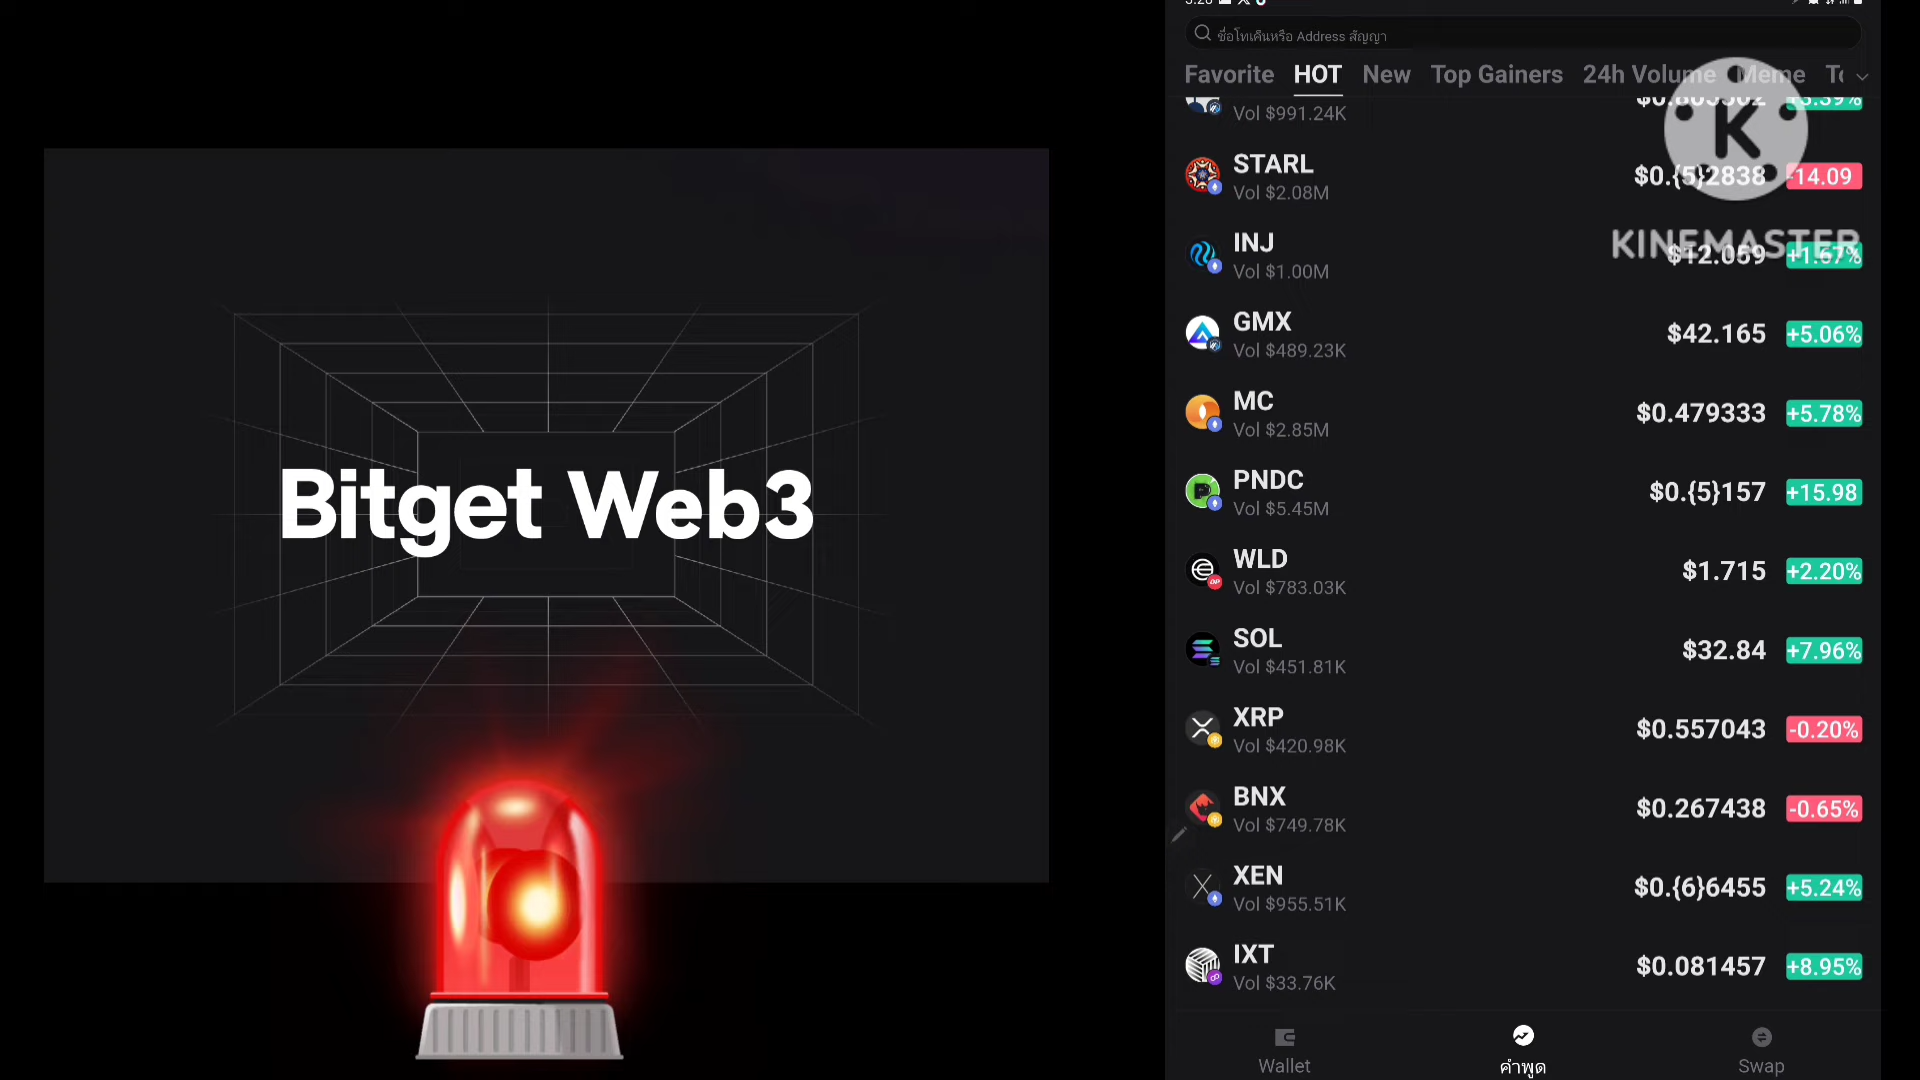 Bitget Web3
ชื่อโทเค็นหรือ Address สัญญา
Favorite HOT New Top Gainers 24h Volume Meme
Vol $991.24K
STARL
Vol $2.08M
$0.{5}2838 -14.09
INJ
Vol $1.00M
$12.059 +1.67%
GMX
Vol $489.23K
$42.165 +5.06%
MC
Vol $2.85M
$0.479333 +5.78%
PNDC
Vol $5.45M
$0.{5}157 +15.98
WLD
Vol $783.03K
$1.715 +2.20%
SOL
Vol $451.81K
$32.84 +7.96%
XRP
Vol $420.98K
$0.557043 -0.20%
BNX
Vol $749.78K
$0.267438 -0.65%
XEN
Vol $955.51K
$0.{6}6455 +5.24%
IXT
Vol $33.76K
$0.081457 +8.95%
Wallet คำพูด Swap
K
KINEMASTER